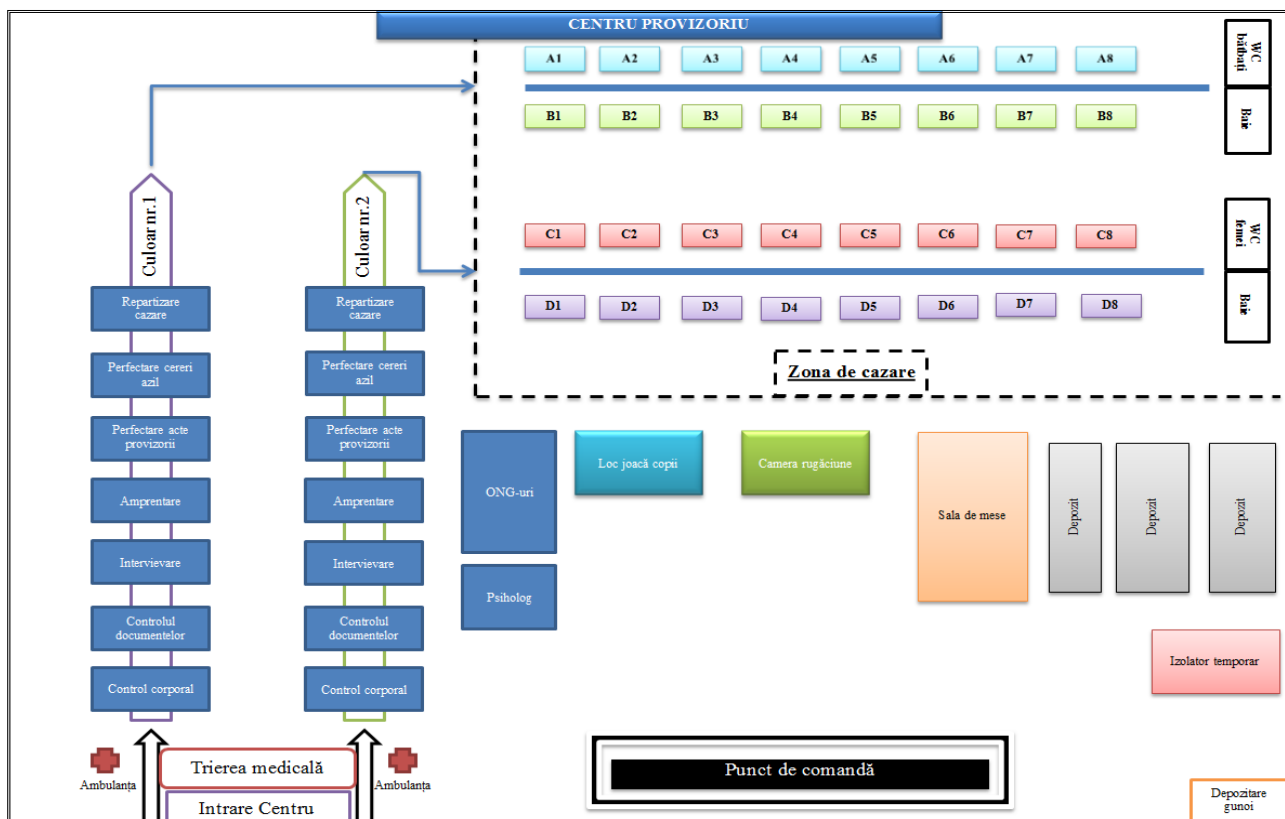 CENTRU PROVIZORIU
A1 A2 A3 A4 A5 A6 A7 A8
WC
bătbați
B1 B2 B3 B4 B5 B6 B7 B8
Baie
C1 C2 C3 C4 C5 C6 C7 C8
WC
femei
D1 D2 D3 D4 D5 D6 D7 D8
Baie
Zona de cazare
Culoar nr.1
Repartizare
cazare
Perfectare cereri
azil
Perfectare acte
provizorii
Amprentare
Intervievare
Controlul
documentelor
Control corporal
Culoar nr.2
Repartizare
cazare
Perfectare cereri
azil
Perfectare acte
provizorii
Amprentare
Intervievare
Controlul
documentelor
Control corporal
ONG-uri
Psiholog
Loc joacă copii
Camera rugăciune
Sala de mese
Depozit
Depozit
Depozit
Izolator temporar
Ambulanța
Trierea medicală
Ambulanța
Intrare Centru
Punct de comandă
Depozitare
gunoi